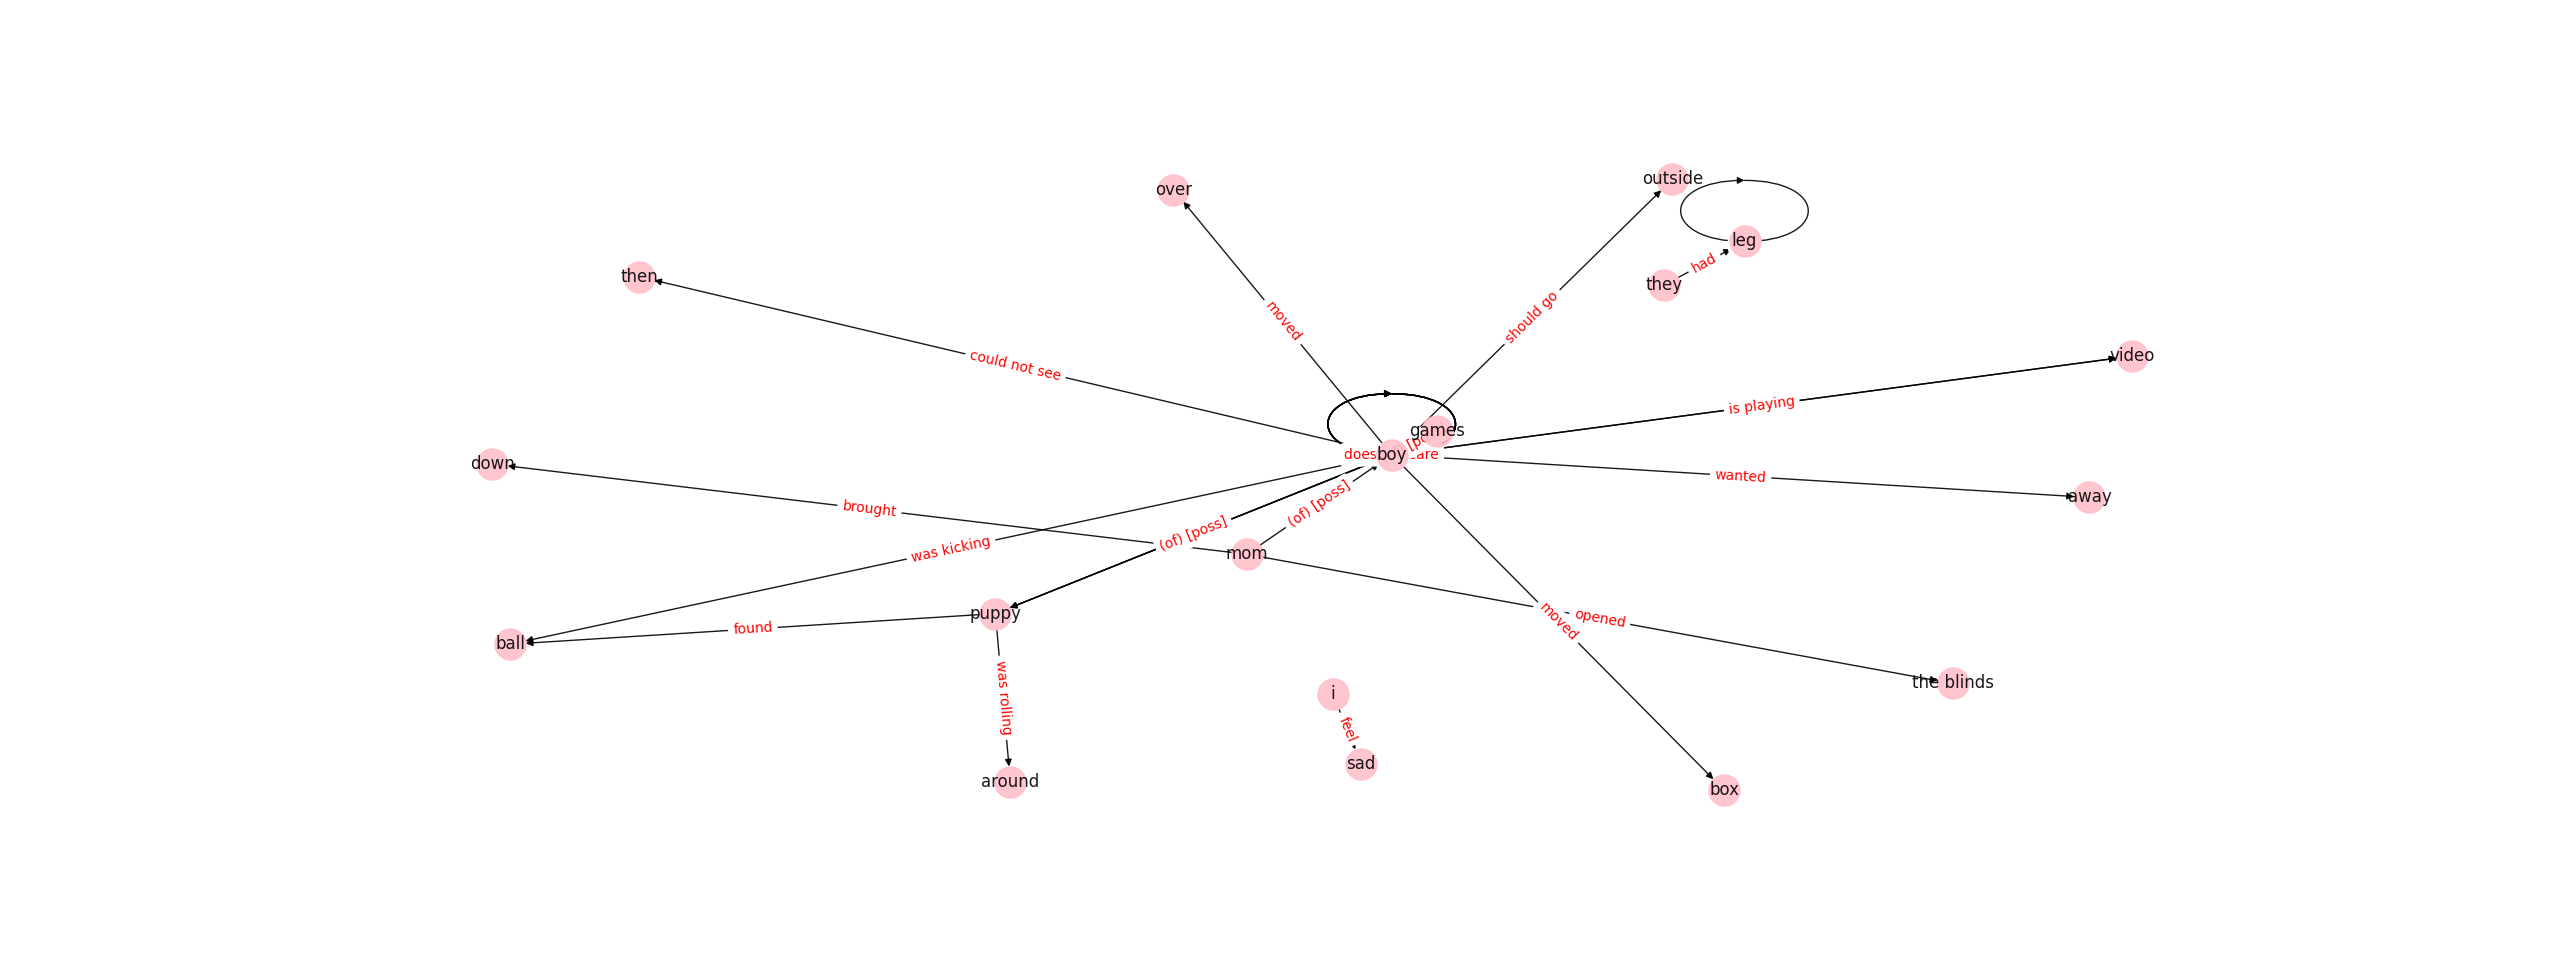 outside
over
leg
had
they
then
moved
should go
video
could not see
is playing
games
boy
does
care
down
wanted
away
brought
(of) [poss]
(of) [poss]
was kicking
mom
puppy
opened
moved
found
ball
the blinds
was rolling
i
feel
sad
around
box